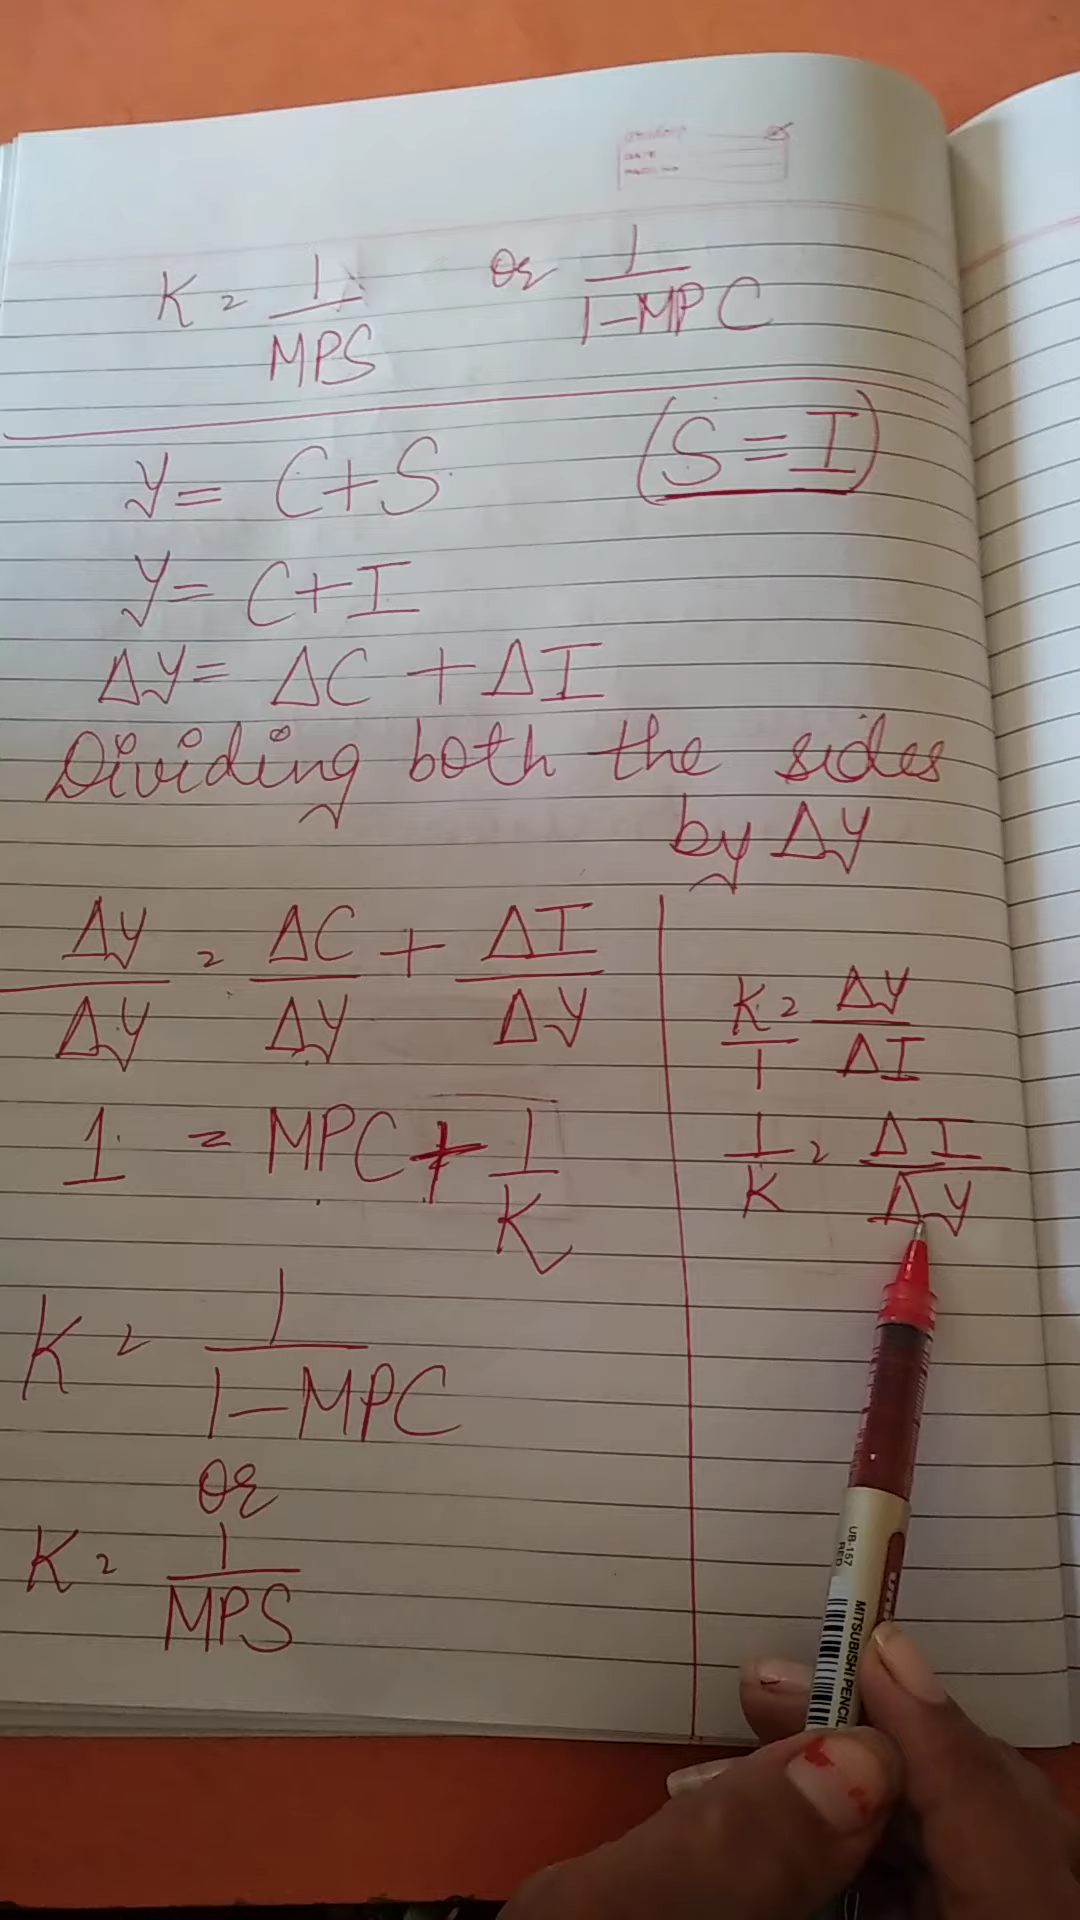 K = 1/MPS or 1/1-MPC
Y = C+S (S = I)
Y = C+I
ΔY = ΔC + ΔI
Dividing both the sides
by ΔY
ΔY/ΔY = ΔC/ΔY + ΔI/ΔY
1 = MPC + 1/K
K = 1/1-MPC
or
K = 1/MPS
K/1 = ΔY/ΔI
1/K = ΔI/ΔY
UB-157
RED
MITSUBISHI PENCIL